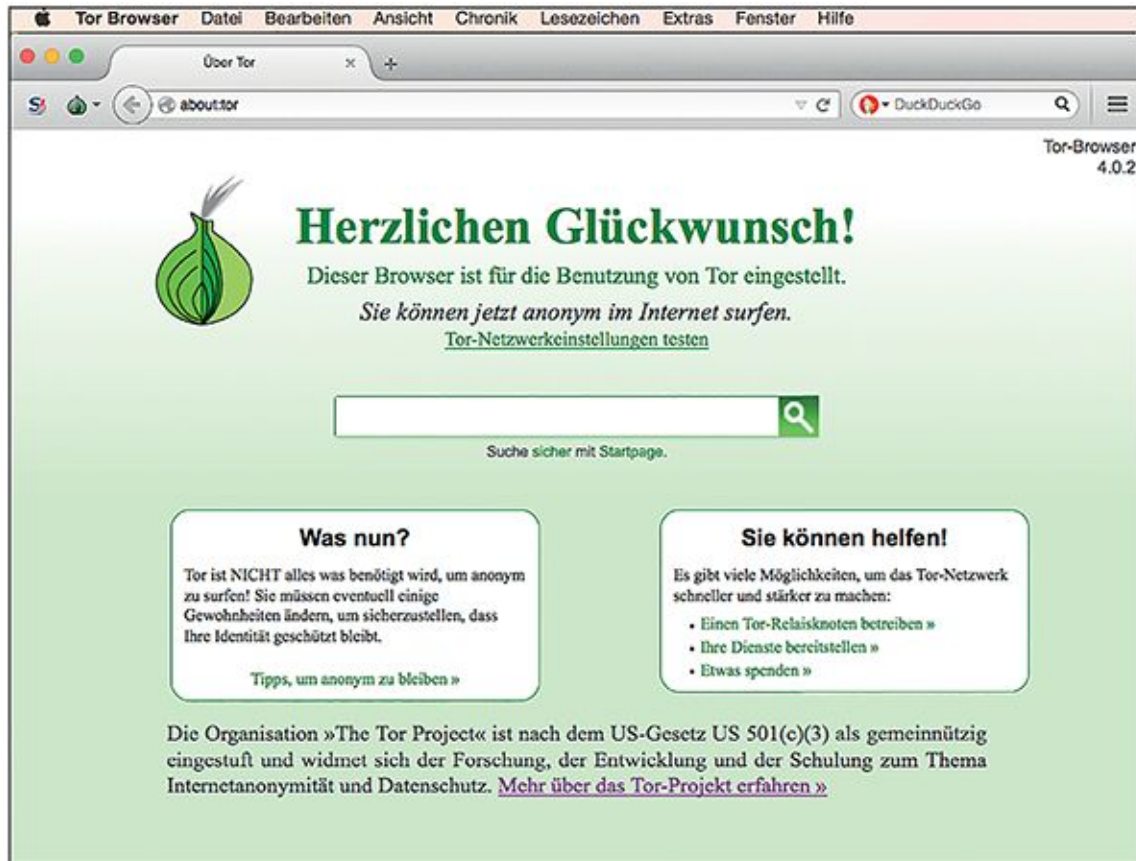 Tor Browser Datei Bearbeiten Ansicht Chronik Lesezeichen Extras Fenster Hilfe
Über Tor
about:tor
DuckDuckGo
Tor-Browser
4.0.2
Herzlichen Glückwunsch!
Dieser Browser ist für die Benutzung von Tor eingestellt.
Sie können jetzt anonym im Internet surfen.
Tor-Netzwerkeinstellungen testen
Suche sicher mit Startpage.
Was nun?
Tor ist NICHT alles was benötigt wird, um anonym
zu surfen! Sie müssen eventuell einige
Gewohnheiten ändern, um sicherzustellen, dass
Ihre Identität geschützt bleibt.
Tipps, um anonym zu bleiben »
Sie können helfen!
Es gibt viele Möglichkeiten, um das Tor-Netzwerk
schneller und stärker zu machen:
• Einen Tor-Relaisknoten betreiben »
• Ihre Dienste bereitstellen »
• Etwas spenden »
Die Organisation »The Tor Project« ist nach dem US-Gesetz US 501(c)(3) als gemeinnützig
eingestuft und widmet sich der Forschung, der Entwicklung und der Schulung zum Thema
Internetanonymität und Datenschutz. Mehr über das Tor-Projekt erfahren »